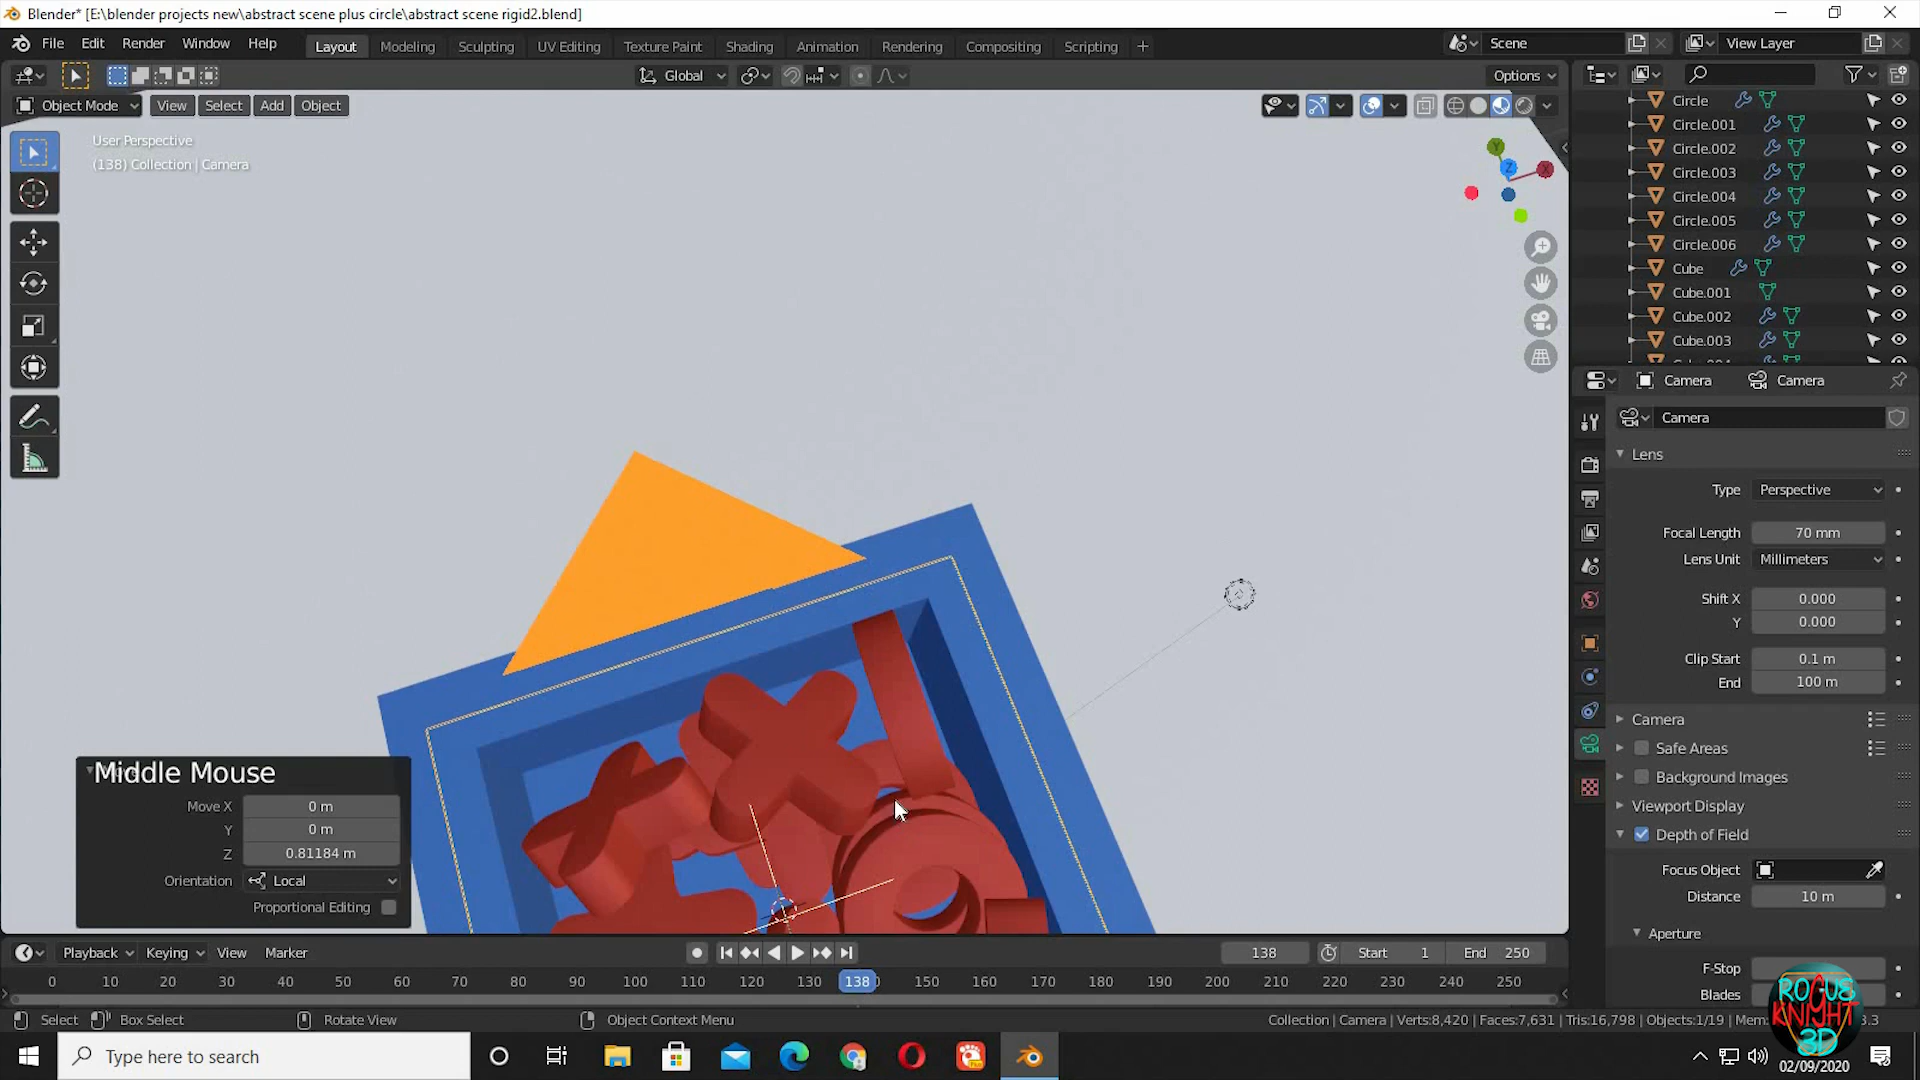 Blender* [E:\blender projects new\abstract scene plus circle\abstract scene rigid2.blend]
File Edit Render Window Help Layout Modeling Sculpting UV Editing Texture Paint Shading Animation Rendering Compositing Scripting + Scene View Layer
Global Options
Object Mode View Select Add Object
User Perspective
(138) Collection | Camera
Y
Z
X
Circle
Circle.001
Circle.002
Circle.003
Circle.004
Circle.005
Circle.006
Cube
Cube.001
Cube.002
Cube.003
Camera Camera
Camera
Lens
Type Perspective
Focal Length 70 mm
Lens Unit Millimeters
Shift X 0.000
Y 0.000
Clip Start 0.1 m
End 100 m
Camera
Safe Areas
Background Images
Viewport Display
Depth of Field
Focus Object
Distance 10 m
Aperture
F-Stop
Blades
Middle Mouse
Move X 0 m
Y 0 m
Z 0.81184 m
Orientation Local
Proportional Editing
Playback Keying View Marker 138 Start 1 End 250
0 10 20 30 40 50 60 70 80 90 100 110 120 130 138 150 160 170 180 190 200 210 220 230 240 250
Select Box Select Rotate View Object Context Menu Collection | Camera | Verts:8,420 | Faces:7,631 | Tris:16,798 | Objects:1/19 | Mem:
ROGUE
KNIGHT
3D
Type here to search
02/09/2020